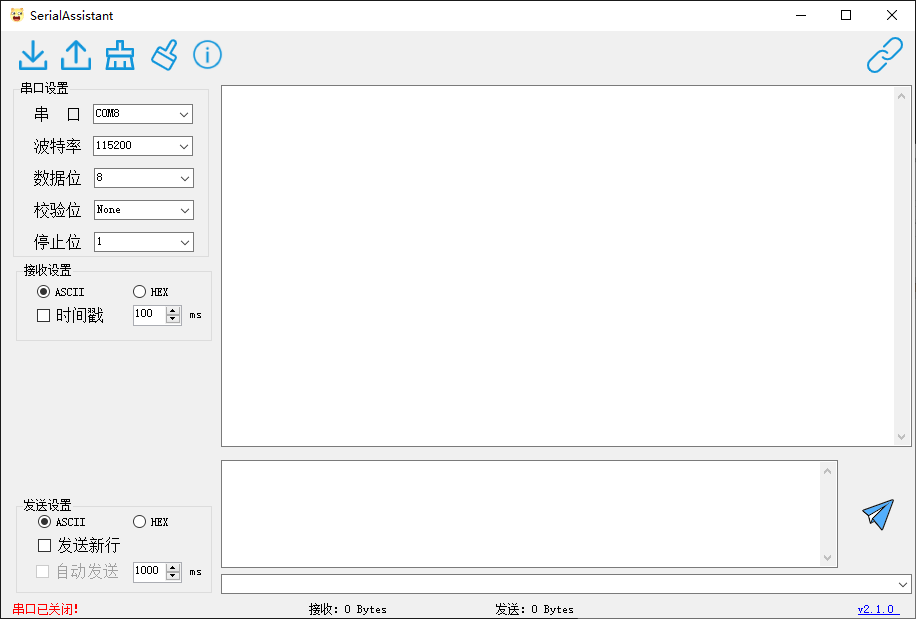 SerialAssistant
串口设置
串 口 COM8
波特率 115200
数据位 8
校验位 None
停止位 1
接收设置
ASCII HEX
时间戳 100 ms
发送设置
ASCII HEX
发送新行
自动发送 1000 ms
串口已关闭! 接收: 0 Bytes 发送: 0 Bytes v2.1.0